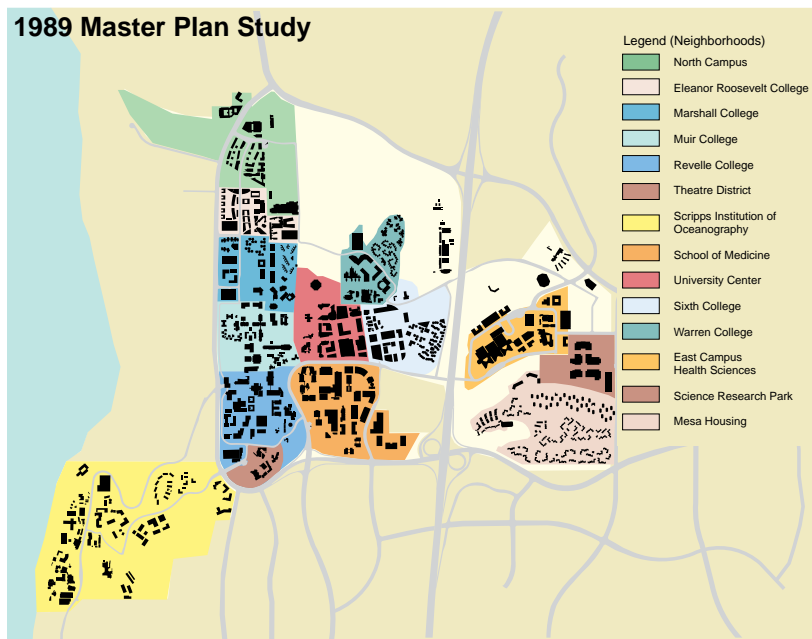 1989 Master Plan Study
Legend (Neighborhoods)
North Campus
Eleanor Roosevelt College
Marshall College
Muir College
Revelle College
Theatre District
Scripps Institution of
Oceanography
School of Medicine
University Center
Sixth College
Warren College
East Campus
Health Sciences
Science Research Park
Mesa Housing